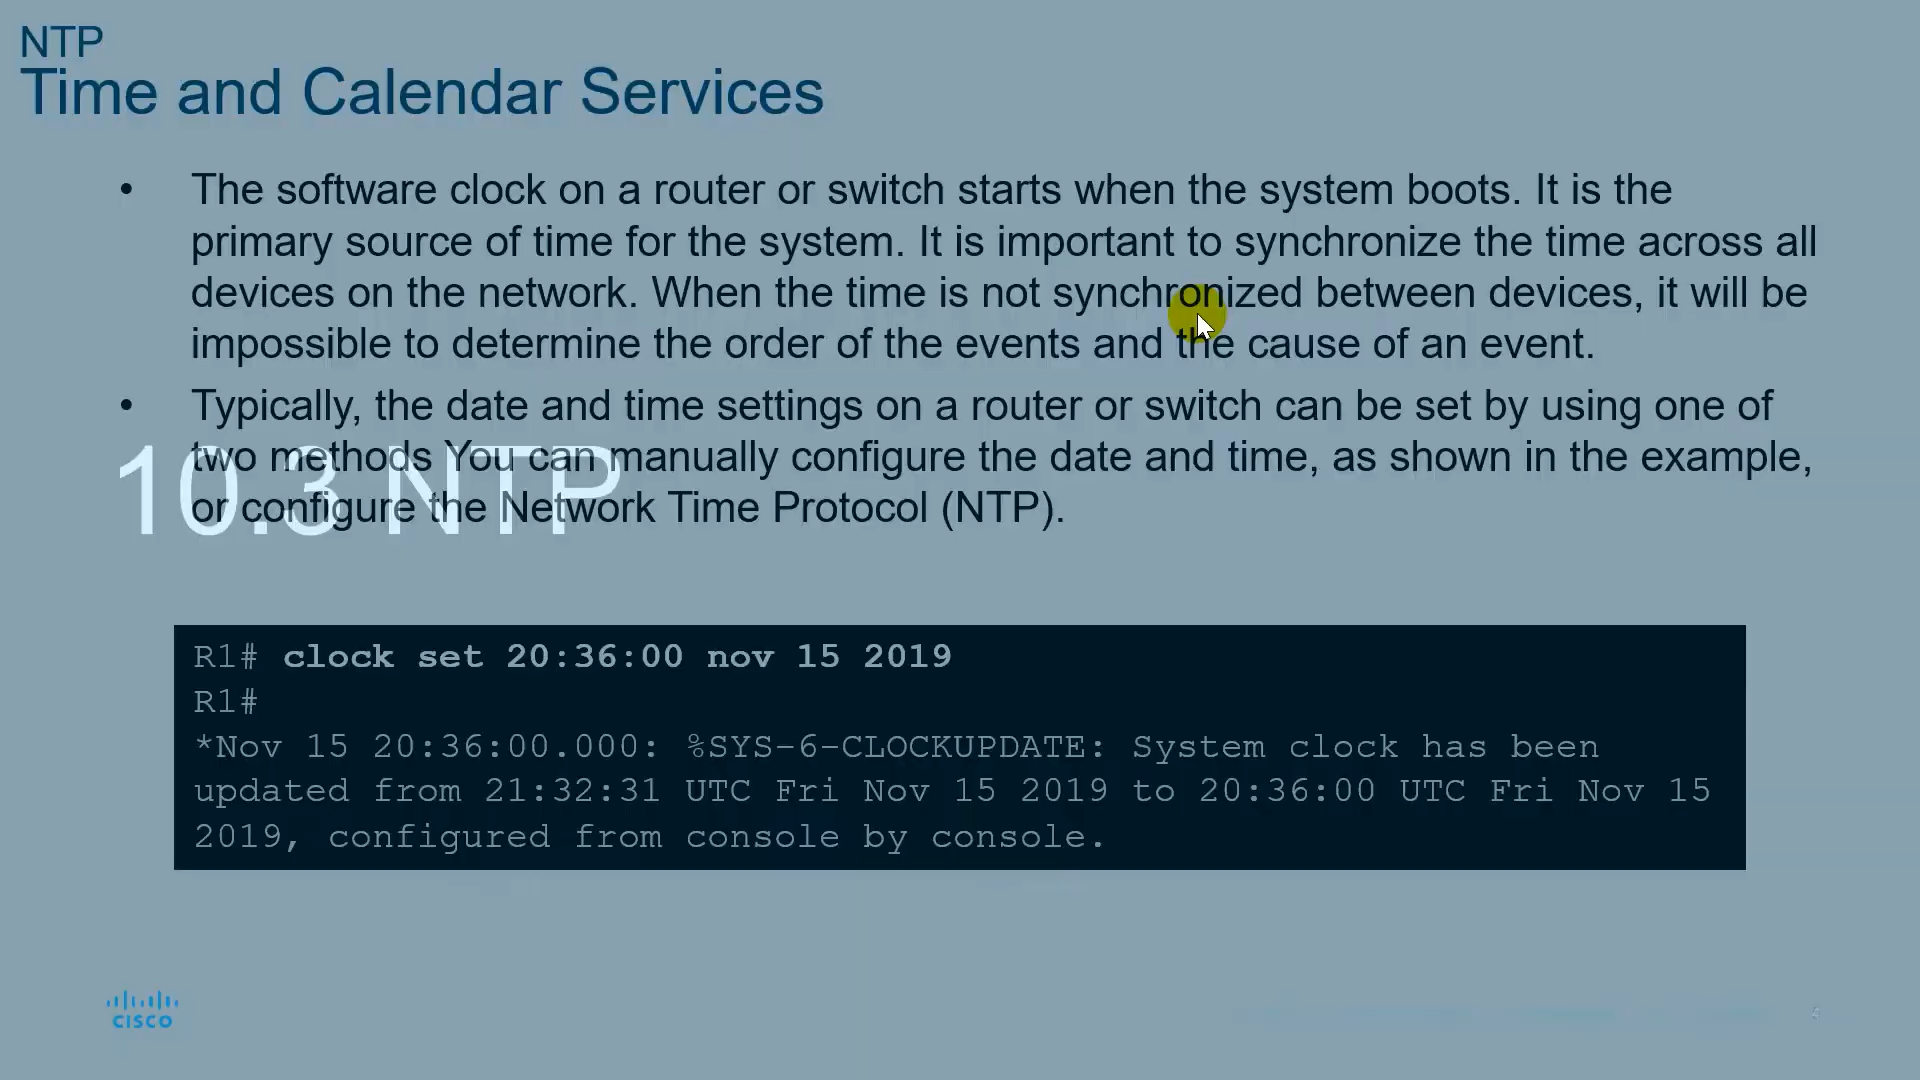 NTP
Time and Calendar Services
• The software clock on a router or switch starts when the system boots. It is the
primary source of time for the system. It is important to synchronize the time across all
devices on the network. When the time is not synchronized between devices, it will be
impossible to determine the order of the events and the cause of an event.
• Typically, the date and time settings on a router or switch can be set by using one of
two methods You can manually configure the date and time, as shown in the example,
or configure the Network Time Protocol (NTP).
10.3 NTP
R1# clock set 20:36:00 nov 15 2019
R1#
*Nov 15 20:36:00.000: %SYS-6-CLOCKUPDATE: System clock has been
updated from 21:32:31 UTC Fri Nov 15 2019 to 20:36:00 UTC Fri Nov 15
2019, configured from console by console.
CISCO